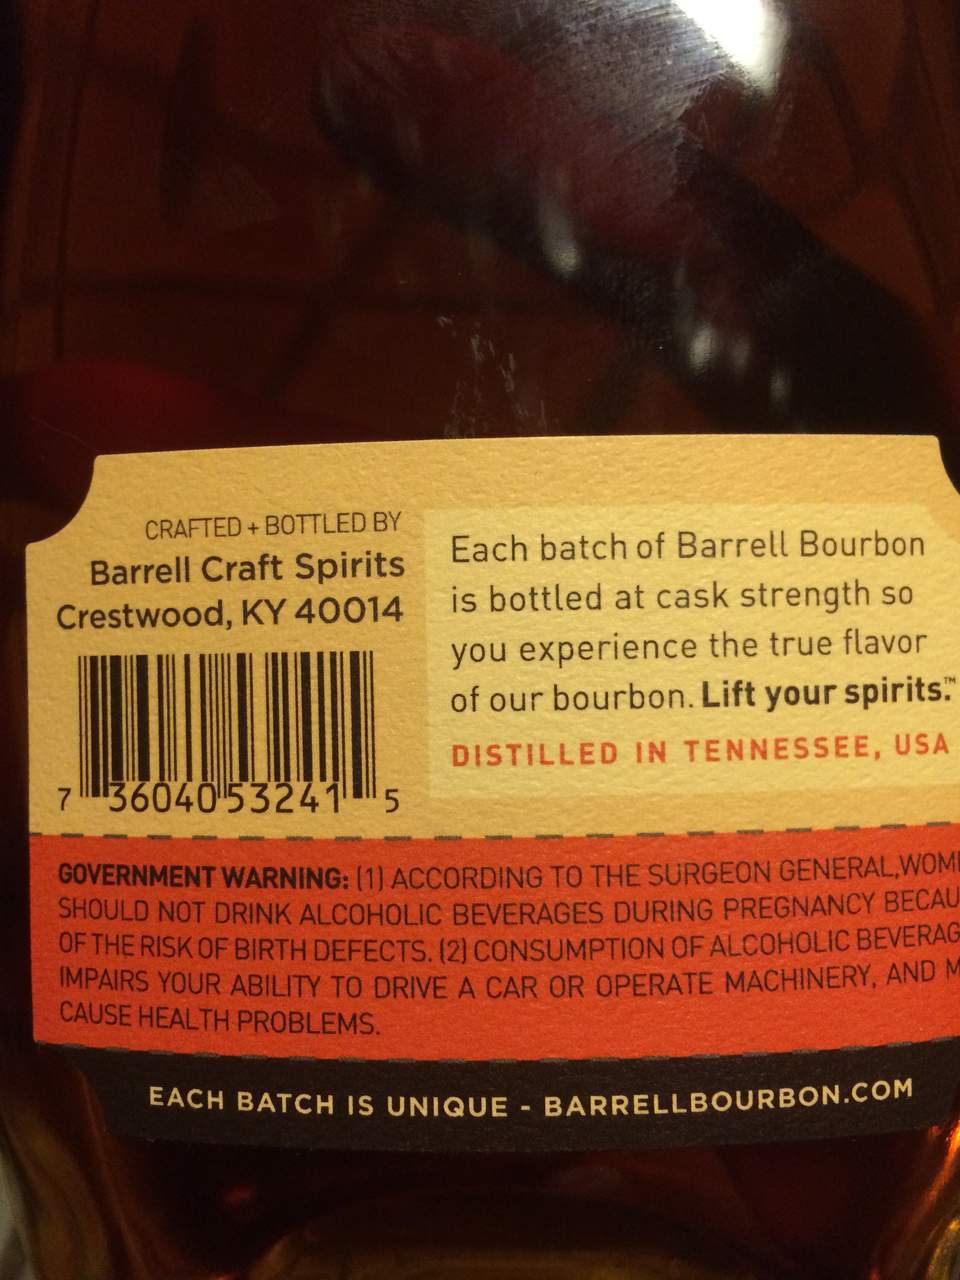 CRAFTED + BOTTLED BY
Barrell Craft Spirits
Crestwood, KY 40014
7 36040 53241 5
Each batch of Barrell Bourbon
is bottled at cask strength so
you experience the true flavor
of our bourbon. Lift your spirits.™
DISTILLED IN TENNESSEE, USA
GOVERNMENT WARNING: (1) ACCORDING TO THE SURGEON GENERAL, WOM
SHOULD NOT DRINK ALCOHOLIC BEVERAGES DURING PREGNANCY BECAU
OF THE RISK OF BIRTH DEFECTS. (2) CONSUMPTION OF ALCOHOLIC BEVERAG
IMPAIRS YOUR ABILITY TO DRIVE A CAR OR OPERATE MACHINERY, AND M
CAUSE HEALTH PROBLEMS.
EACH BATCH IS UNIQUE - BARRELLBOURBON.COM